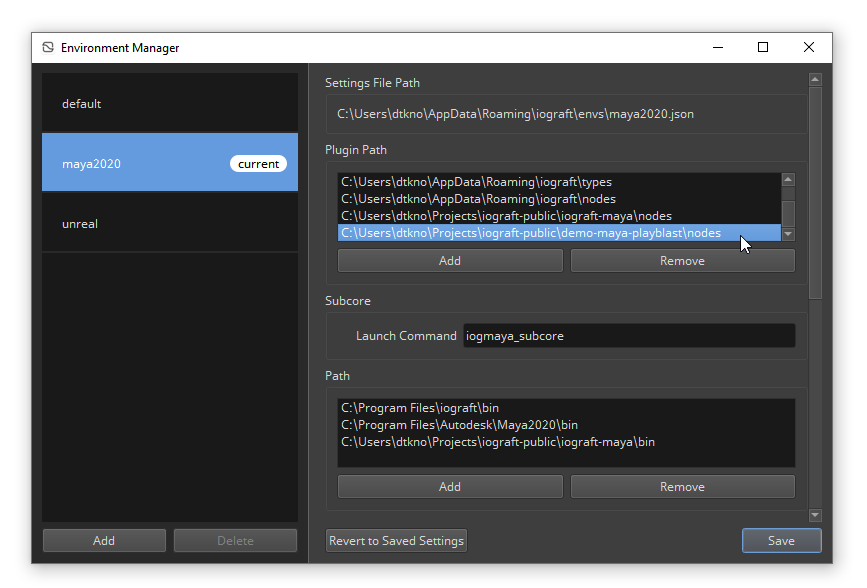 Environment Manager
default
maya2020
current
unreal
Add
Delete
Settings File Path
C:\Users\dtkno\AppData\Roaming\iograft\envs\maya2020.json
Plugin Path
C:\Users\dtkno\AppData\Roaming\iograft\types
C:\Users\dtkno\AppData\Roaming\iograft\nodes
C:\Users\dtkno\Projects\iograft-public\iograft-maya\nodes
C:\Users\dtkno\Projects\iograft-public\demo-maya-playblast\nodes
Add
Remove
Subcore
Launch Command
iogmaya_subcore
Path
C:\Program Files\iograft\bin
C:\Program Files\Autodesk\Maya2020\bin
C:\Users\dtkno\Projects\iograft-public\iograft-maya\bin
Add
Remove
Revert to Saved Settings
Save